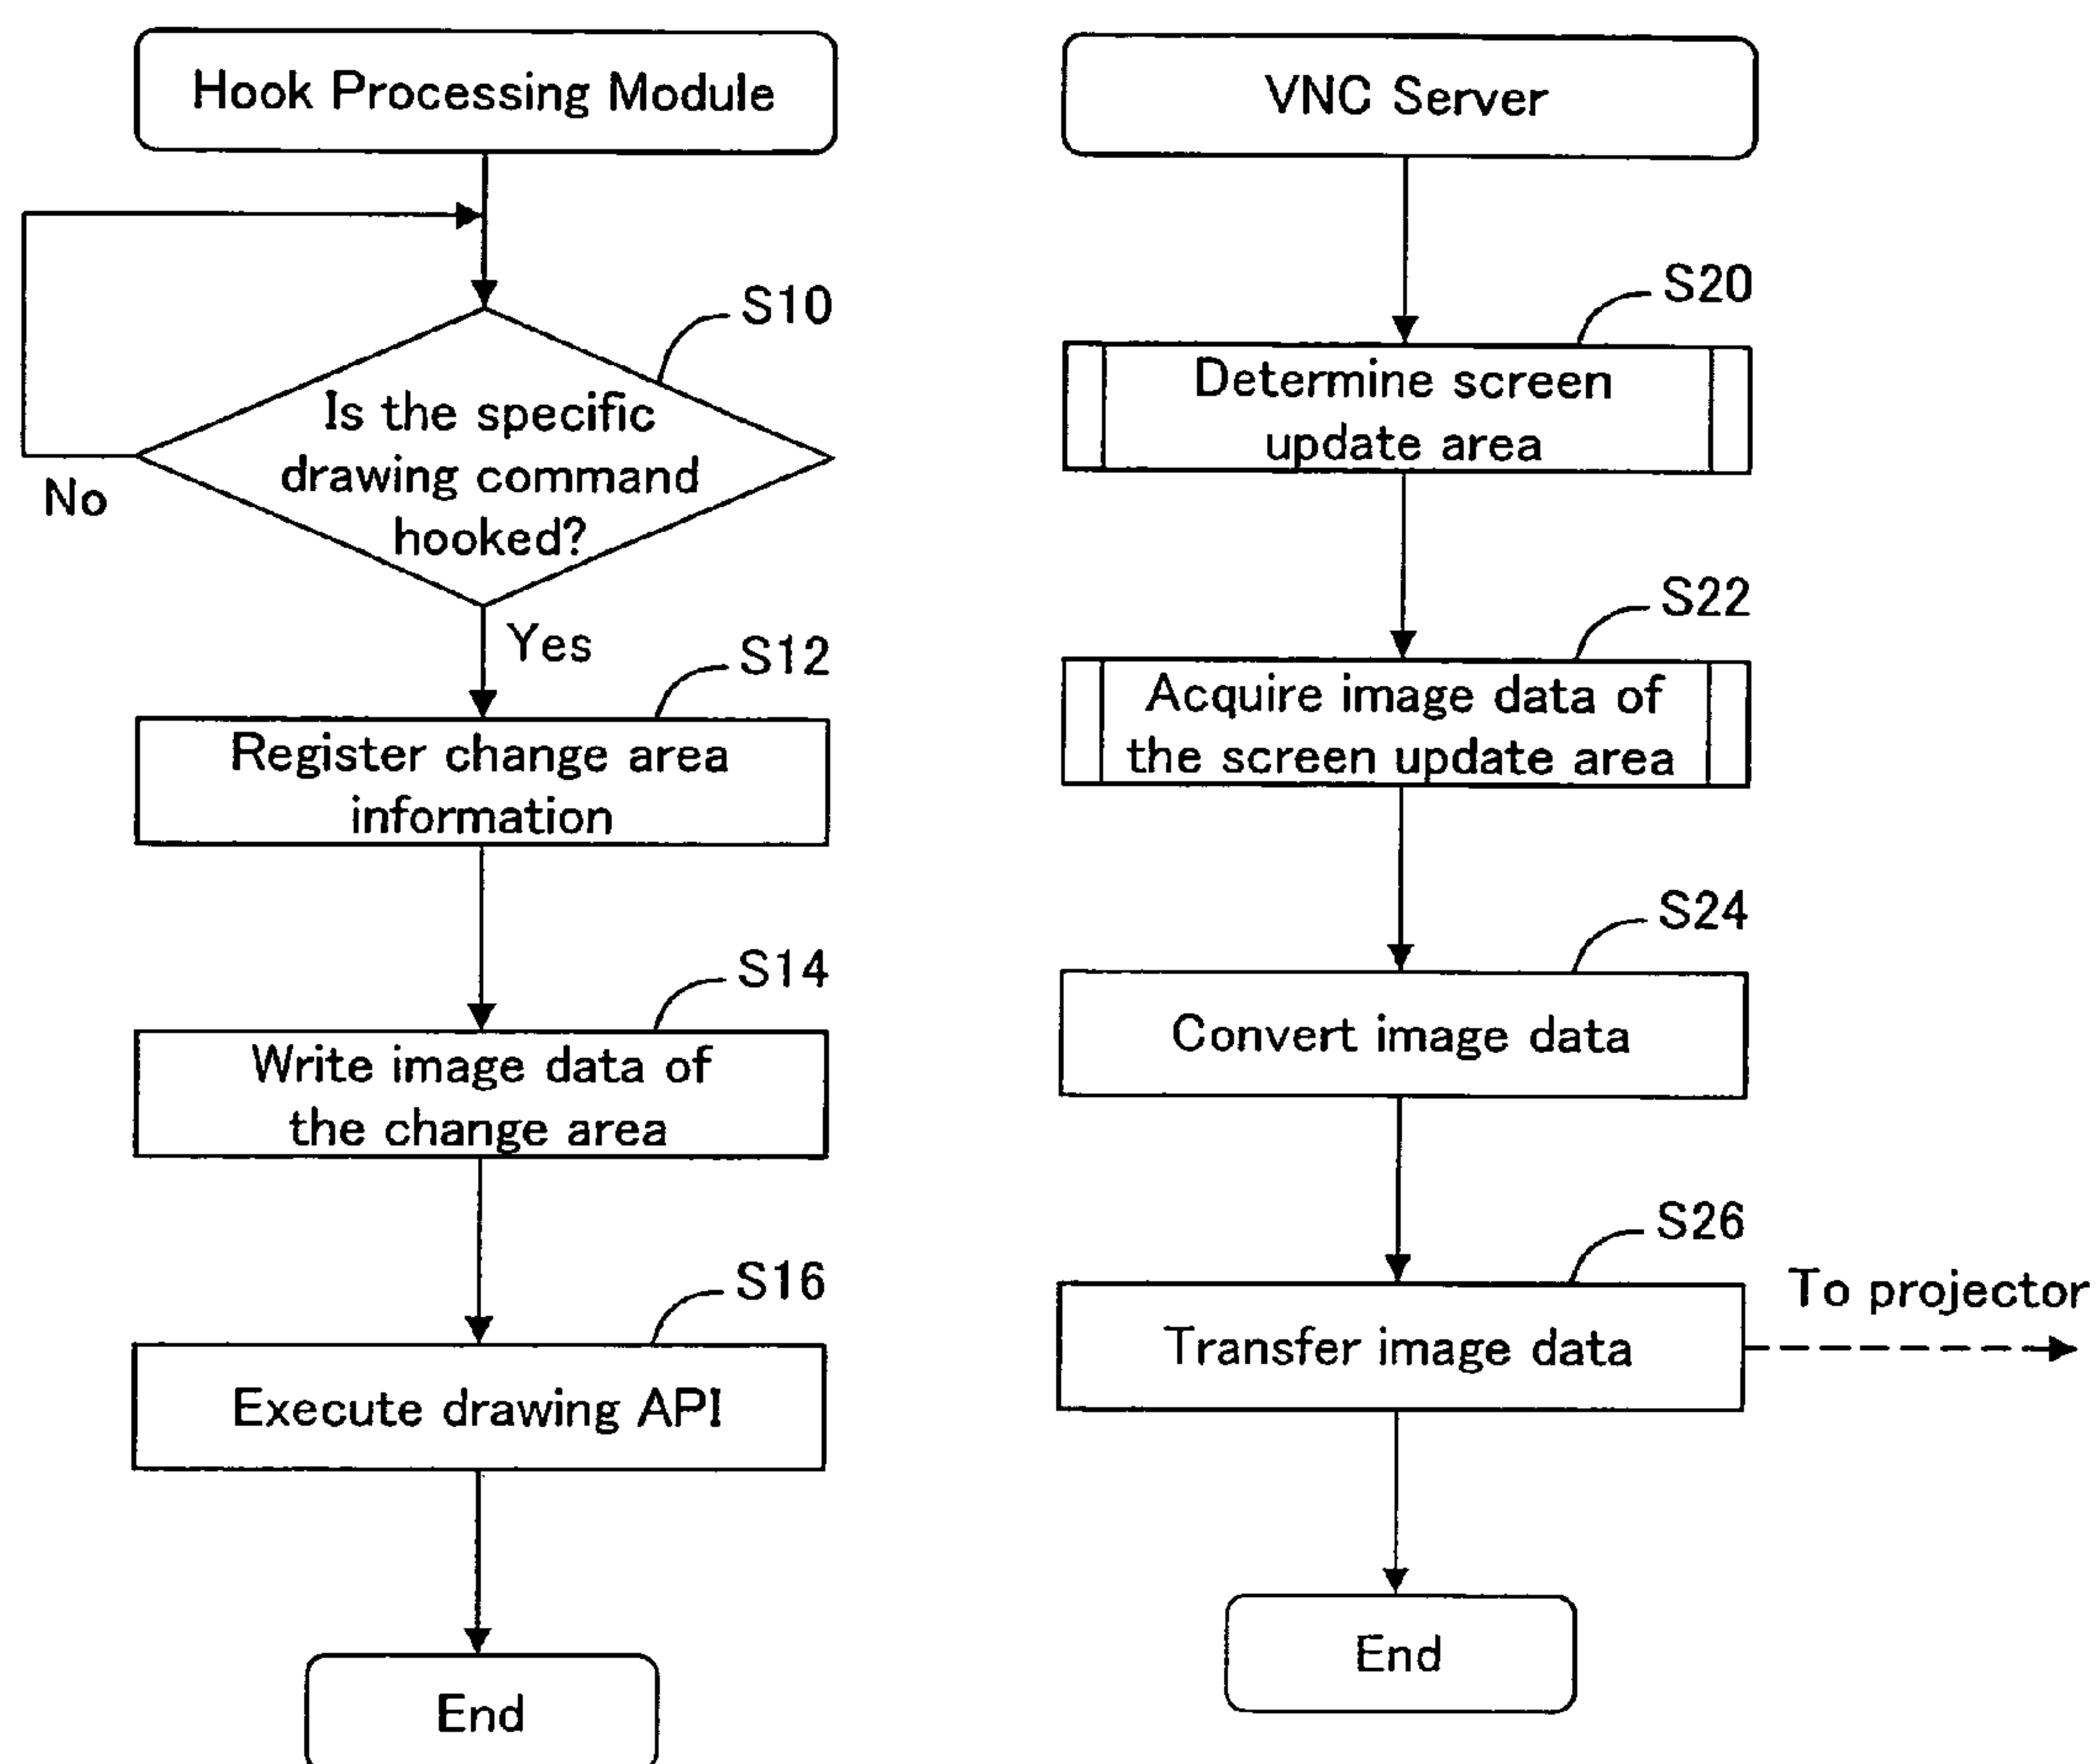 Hook Processing Module
S10
Is the specific
drawing command
hooked?
No
Yes
S12
Register change area
information
S14
Write image data of
the change area
S16
Execute drawing API
End
VNC Server
S20
Determine screen
update area
S22
Acquire image data of
the screen update area
S24
Convert image data
S26
Transfer image data
To projector
End